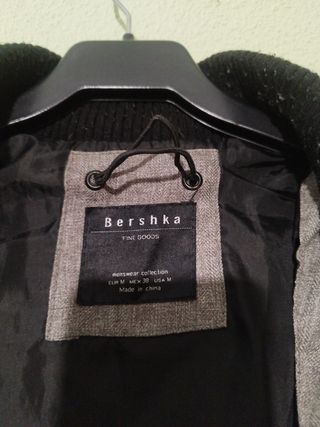 Bershka
FINE GOODS
menswear collection
EUR M MEX 38 USA M
Made in china